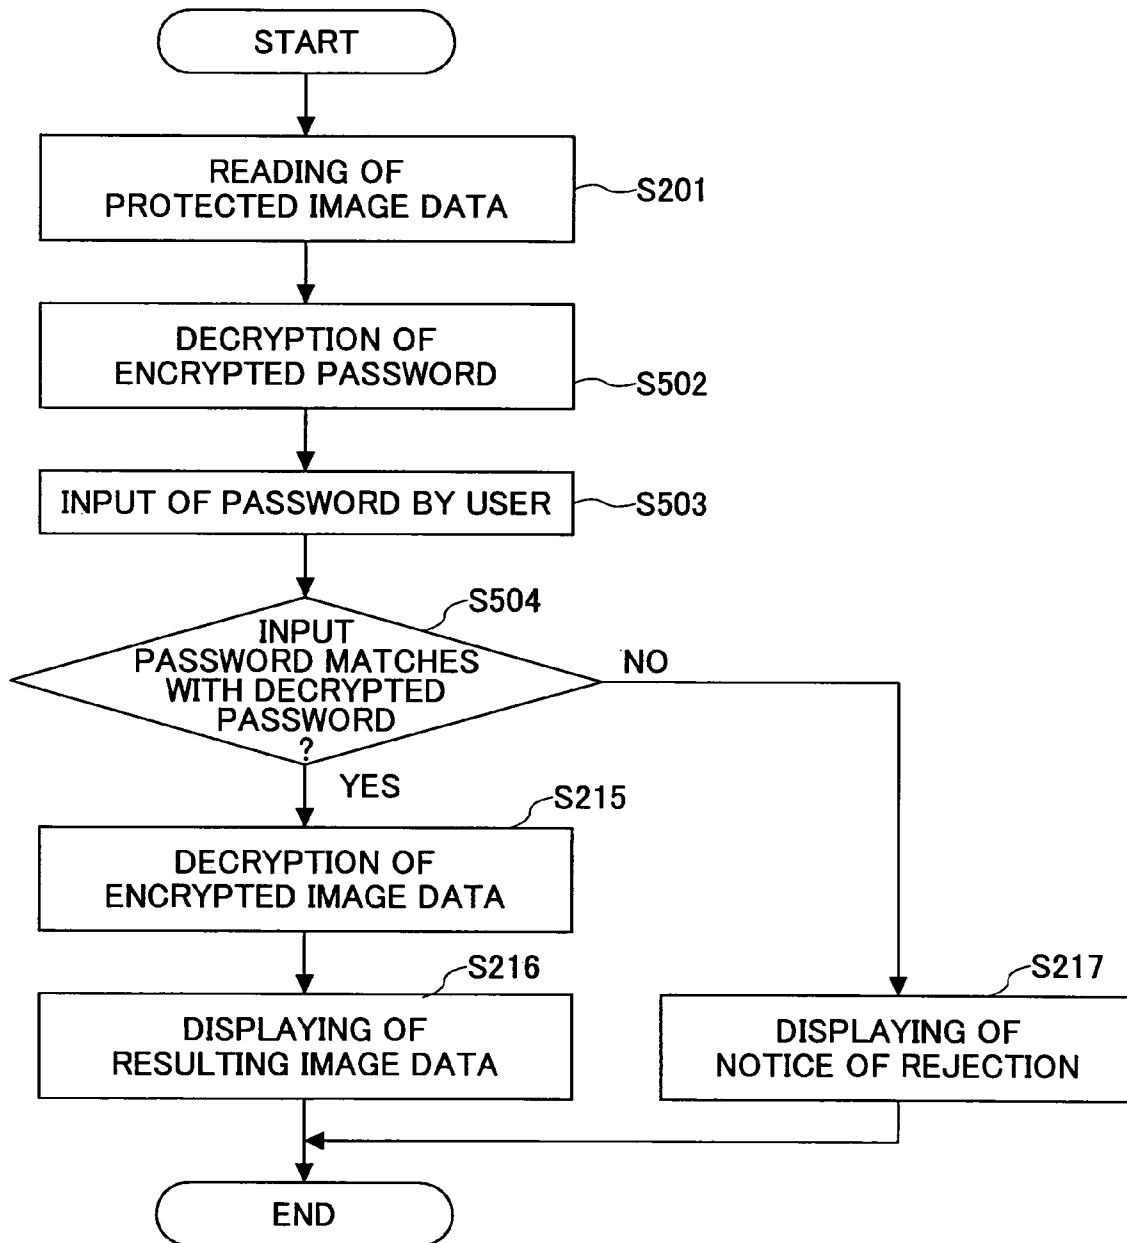 START
READING OF
PROTECTED IMAGE DATA
S201
DECRYPTION OF
ENCRYPTED PASSWORD
S502
INPUT OF PASSWORD BY USER
S503
S504
INPUT
PASSWORD MATCHES
WITH DECRYPTED
PASSWORD
?
NO
YES
S215
DECRYPTION OF
ENCRYPTED IMAGE DATA
S216
DISPLAYING OF
RESULTING IMAGE DATA
S217
DISPLAYING OF
NOTICE OF REJECTION
END